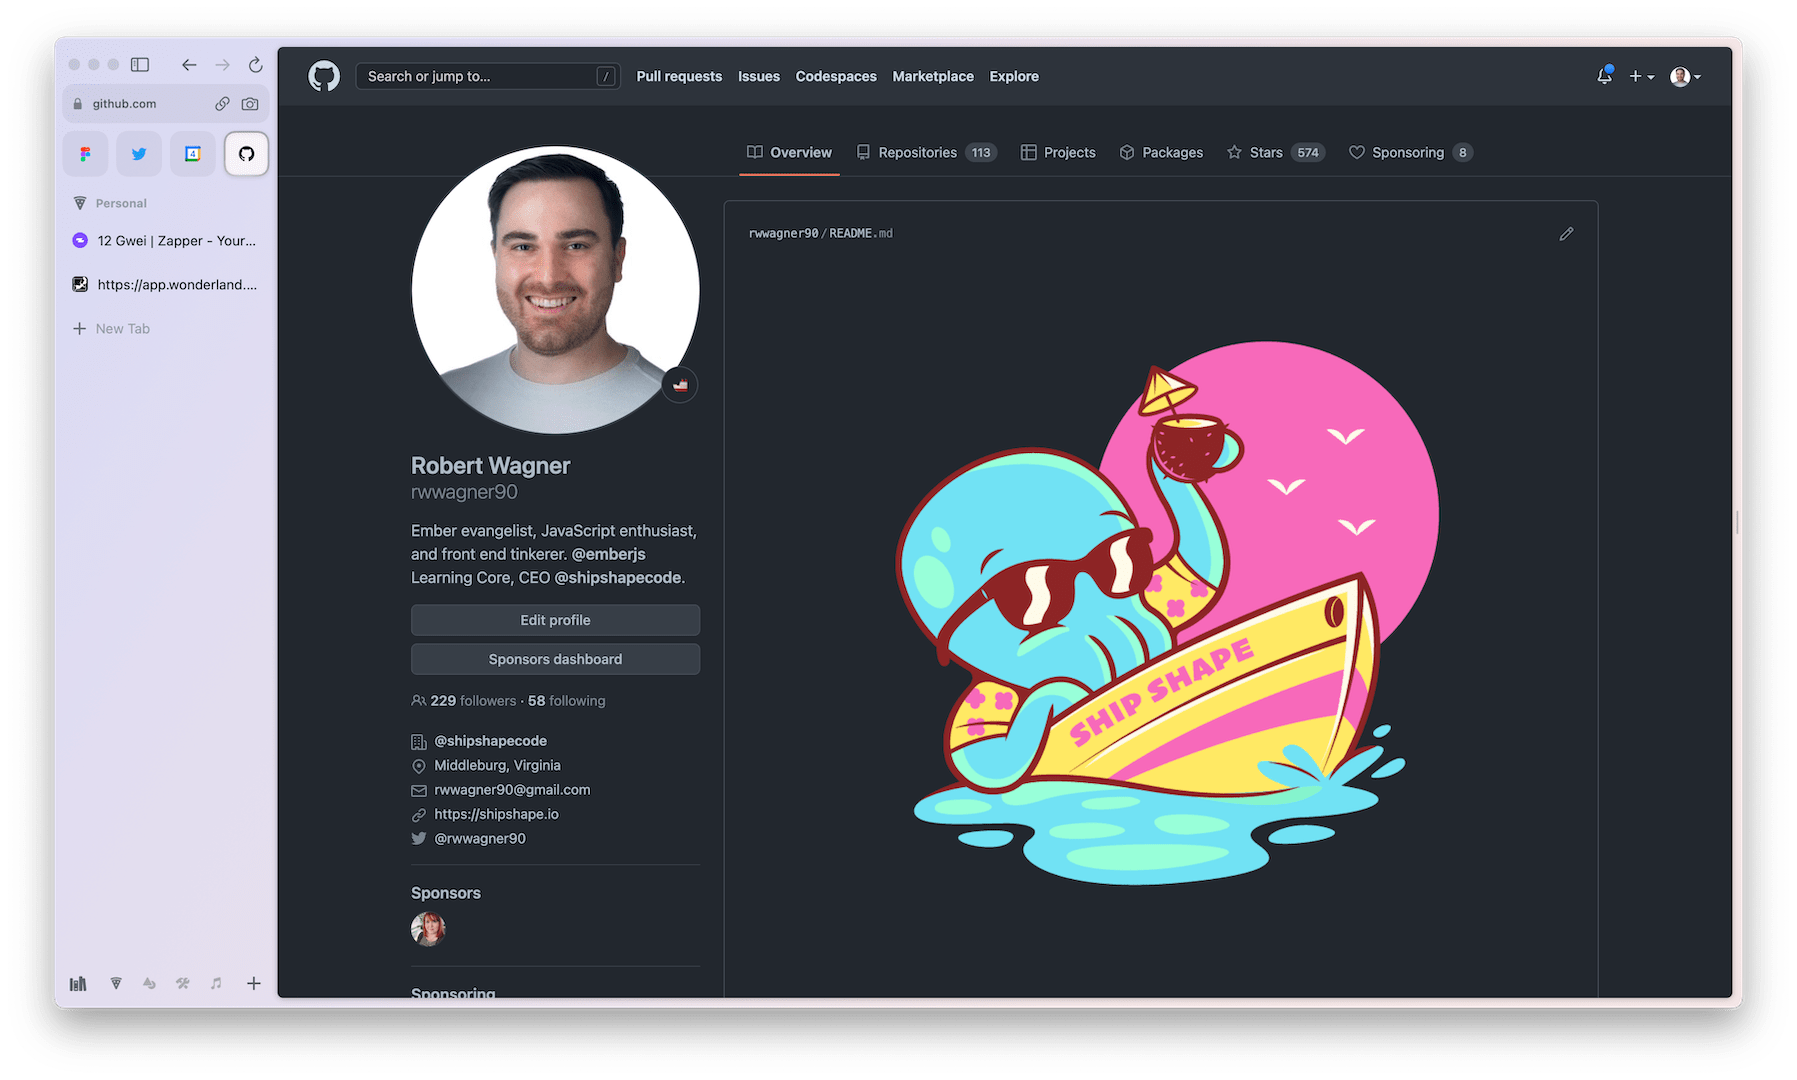 github.com
4
Personal
12 Gwei | Zapper - Your...
https://app.wonderland....
New Tab
Search or jump to...
/
Pull requests
Issues
Codespaces
Marketplace
Explore
Overview
Repositories 113
Projects
Packages
Stars 574
Sponsoring 8
Robert Wagner
rwwagner90
Ember evangelist, JavaScript enthusiast,
and front end tinkerer. @emberjs
Learning Core, CEO @shipshapecode.
Edit profile
Sponsors dashboard
229 followers · 58 following
@shipshapecode
Middleburg, Virginia
rwwagner90@gmail.com
https://shipshape.io
@rwwagner90
Sponsors
Sponsoring
rwwagner90/README.md
SHIP SHAPE